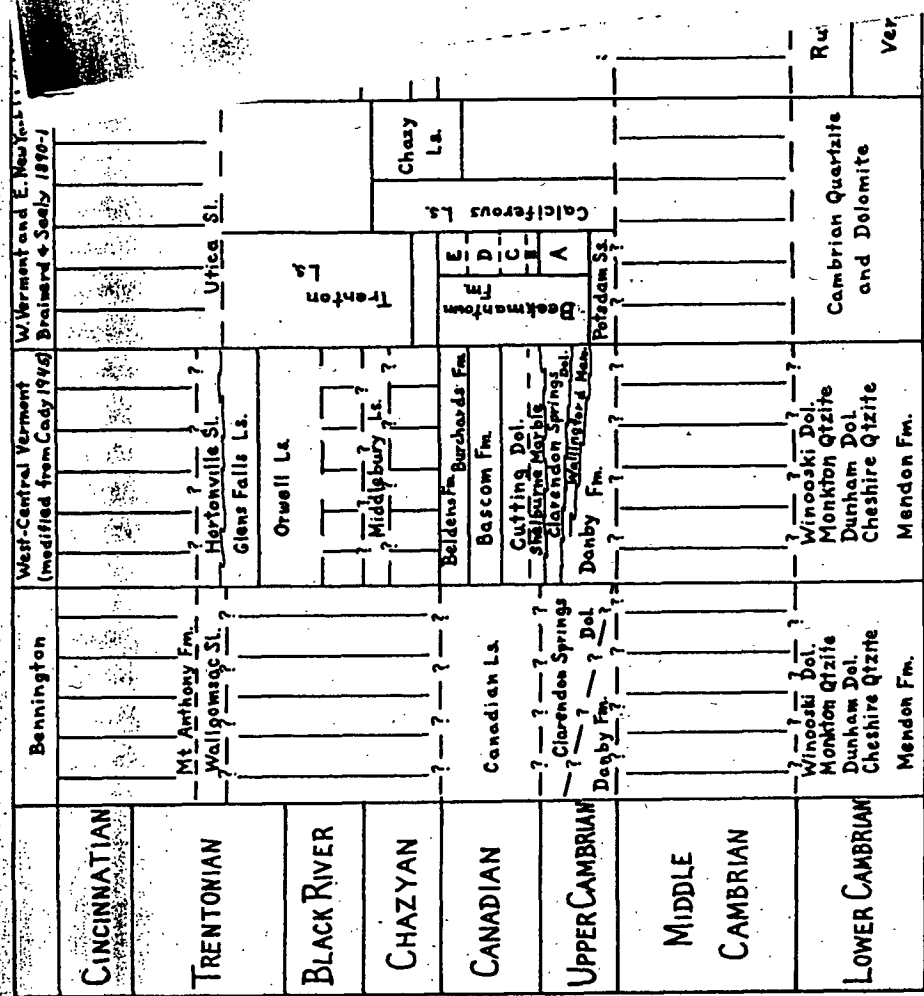 Bennington
West-Central Vermont
(modified from Cady 1945)
W. Vermont and E. New York
Brainard & Seely 1890-1
CINCINNATIAN
TRENTONIAN
BLACK RIVER
CHAZYAN
CANADIAN
UPPER CAMBRIAN
MIDDLE
CAMBRIAN
LOWER CAMBRIAN
Mt Anthony Fm.
Walloomsac Sl.
? ? ? ? ?
? ? ? ? ?
Canadian Ls.
? ? ? ? ?
Clarendon Springs
Dol.
? ? ? ? ?
Danby Fm.
? ? ? ? ?
Winooski Dol.
Monkton Qtzite
Dunham Dol.
Cheshire Qtzite
Mendon Fm.
? ? ? ?
Hortonville Sl.
Glens Falls Ls.
Orwell Ls
? ? ? ?
Middlebury Ls.
? ? ?
Beldens Fm.
Burchards Fm.
Bascom Fm.
Cutting Dol.
Shelburne Marble
Clarendon Springs Dol.
Wallingford Mem.
Danby Fm.
? ? ? ?
? ? ? ? ?
Winooski Dol.
Monkton Qtzite
Dunham Dol.
Cheshire Qtzite
Mendon Fm.
Utica Sl.
Trenton
Ls.
Chazy
Ls.
Calciferous Ls.
Beekmantown
Fm.
E
D
C
B
A
Potsdam Ss.
? ? ?
Cambrian Quartzite
and Dolomite
Ru
Ver